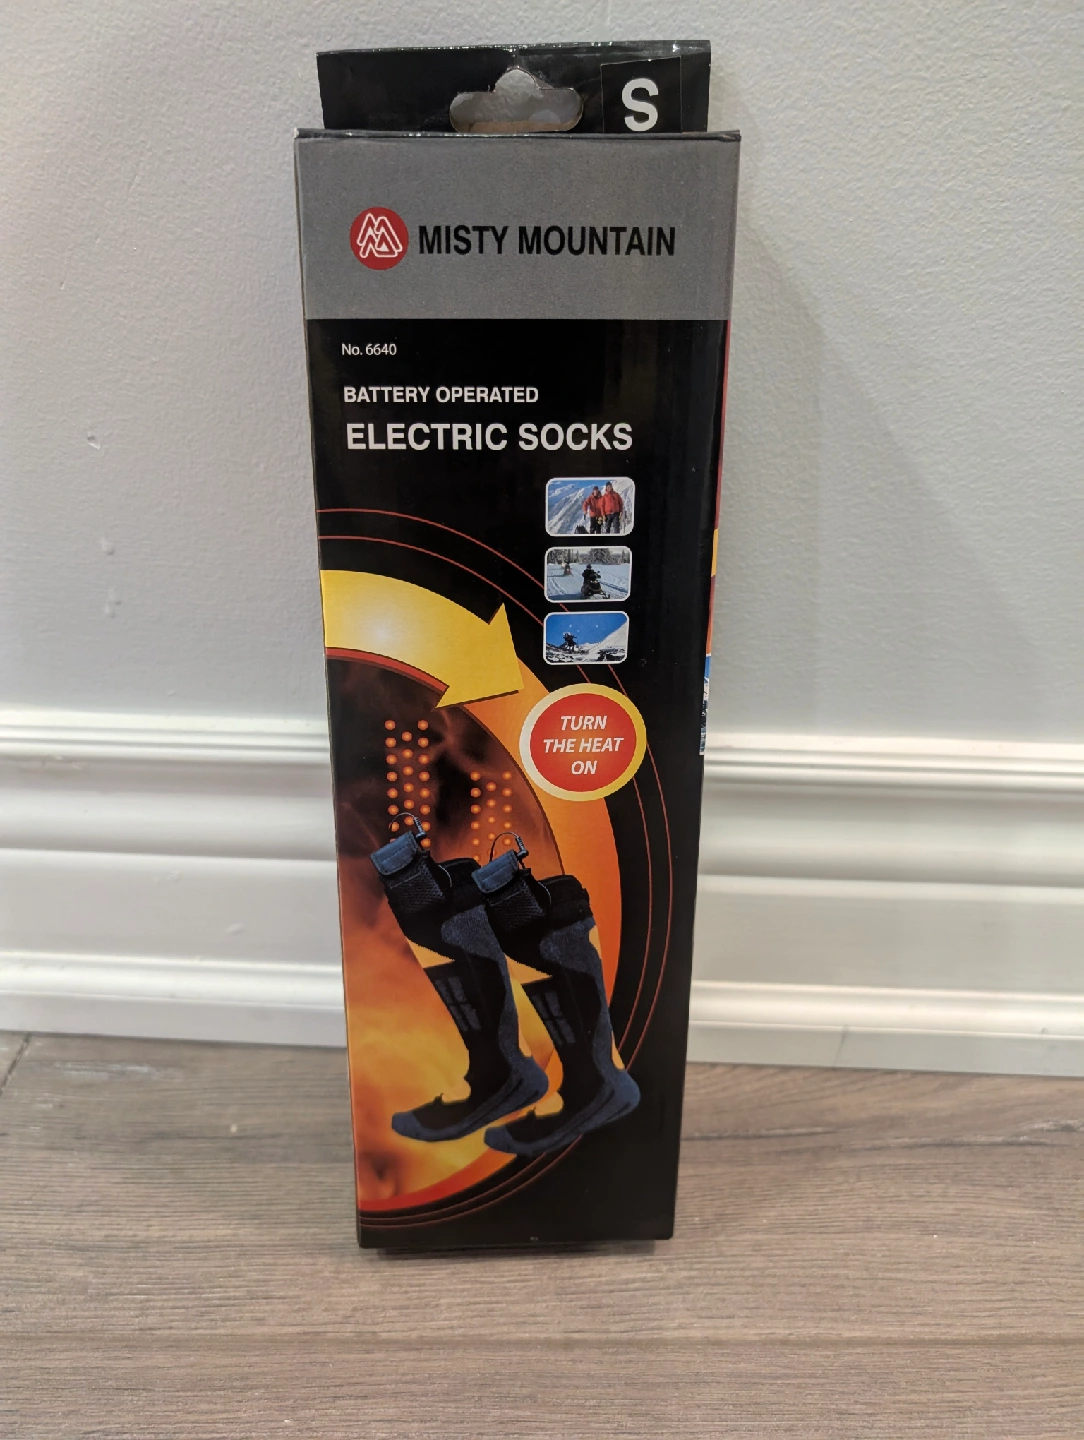 S
MISTY MOUNTAIN
No. 6640
BATTERY OPERATED
ELECTRIC SOCKS
TURN
THE HEAT
ON